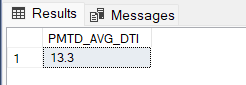 Results Messages
PMTD_AVG_DTI
1 13.3